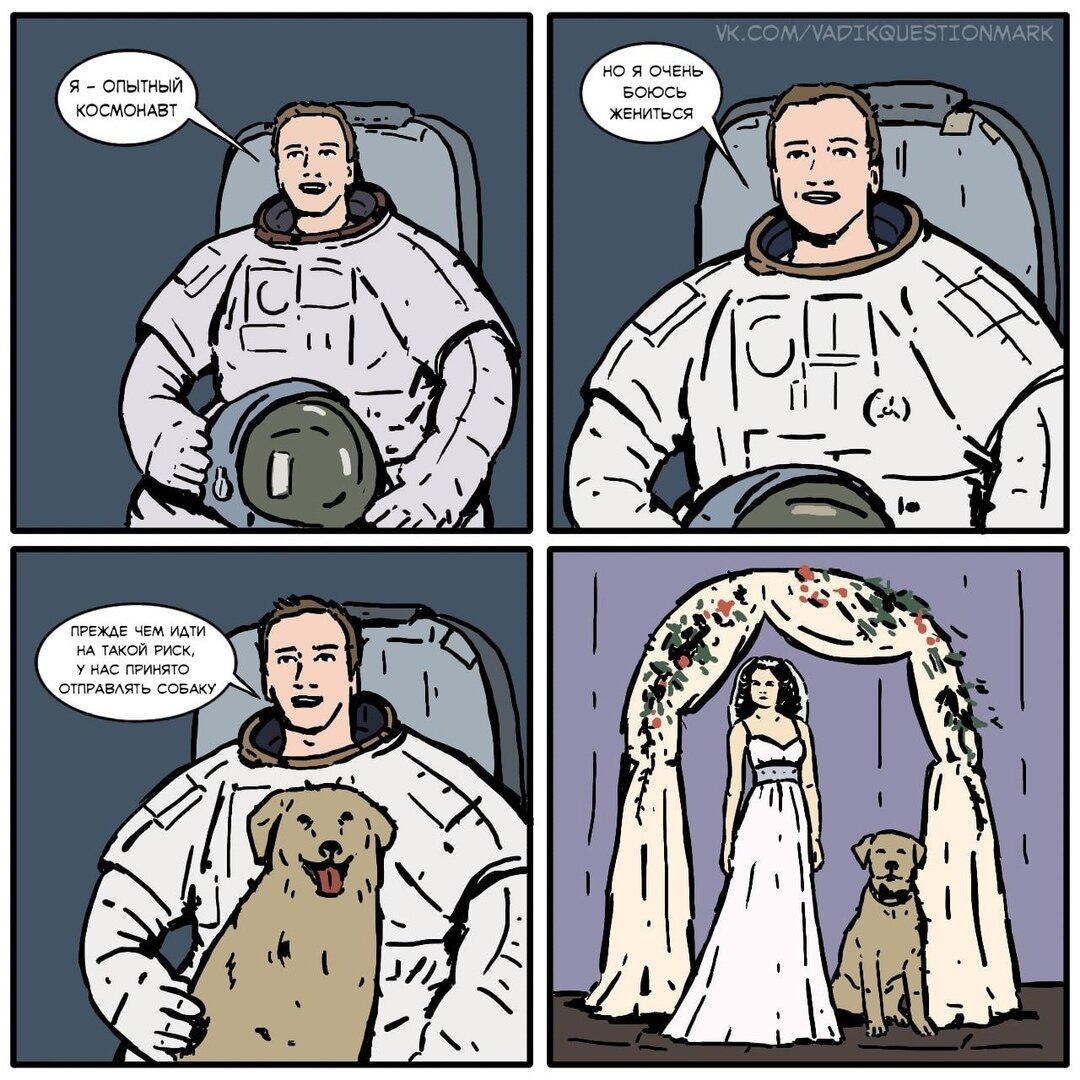 Я – ОПЫТНЫЙ
КОСМОНАВТ
VK.COM/VADIKQUESTIONMARK
НО Я ОЧЕНЬ
БОЮСЬ
ЖЕНИТЬСЯ
ПРЕЖДЕ ЧЕМ ИДТИ
НА ТАКОЙ РИСК,
У НАС ПРИНЯТО
ОТПРАВЛЯТЬ СОБАКУ